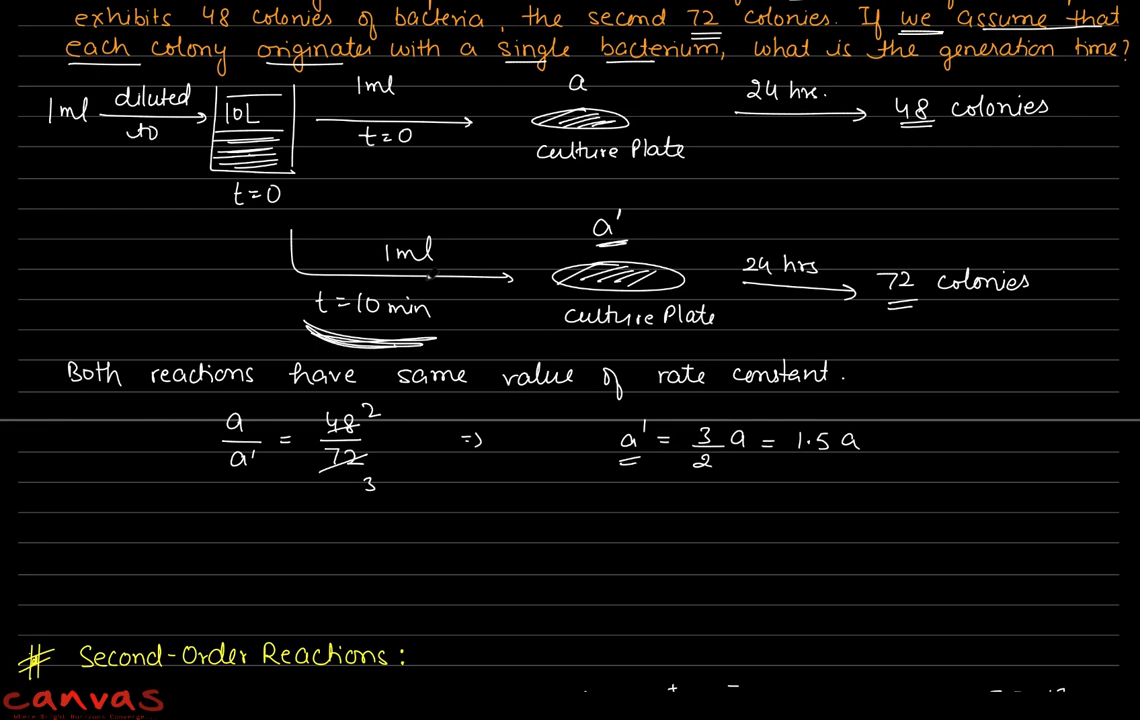 exhibits 48 colonies of bacteria, the second 72 colonies. If we assume that
each colony originates with a single bacterium, what is the generation time?
1ml diluted to 10L 1ml t=0 a culture Plate 24 hrs. 48 colonies
t=0
1ml t=10 min a' culture Plate 24 hrs 72 colonies
Both reactions have same value of rate constant.
a/a' = 48/72 2 3 => a' = 3/2 a = 1.5 a
# Second-Order Reactions:
canvas